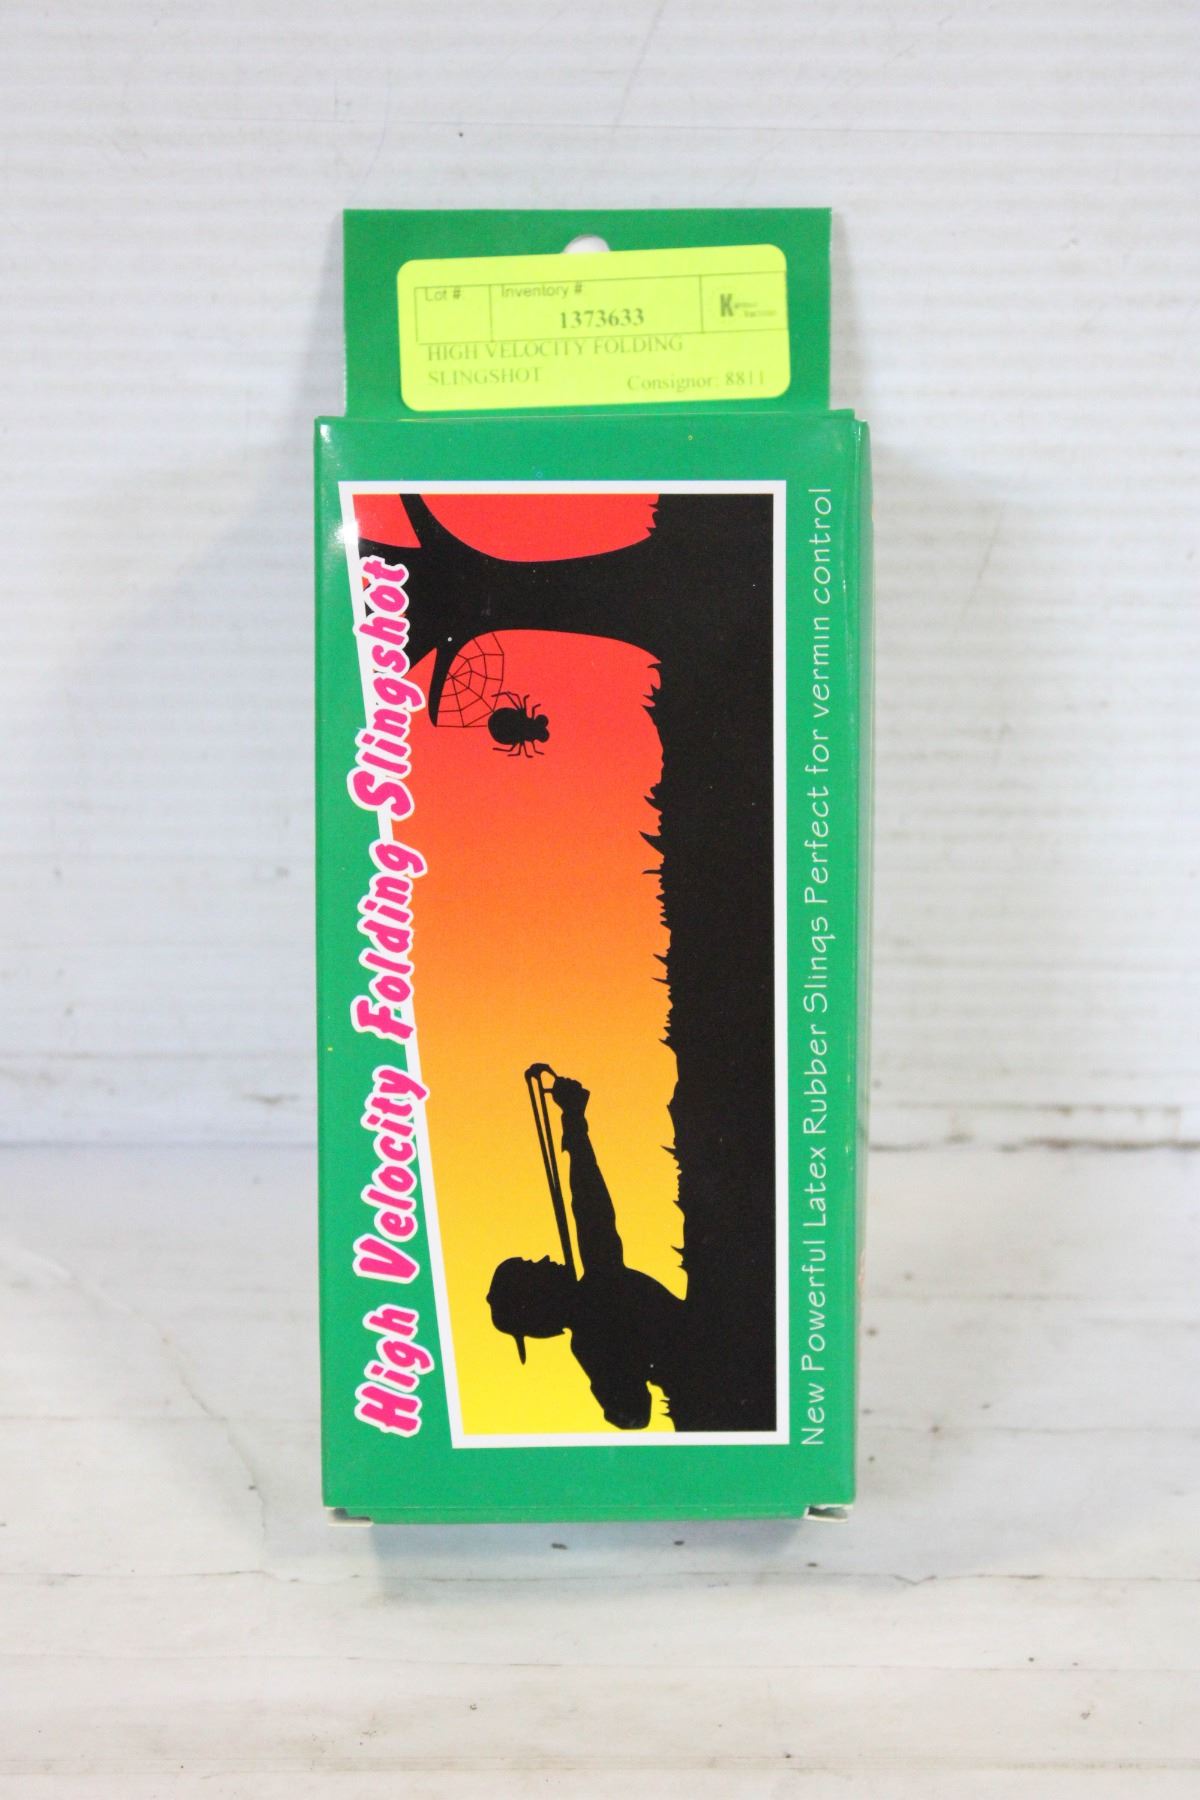 Lot #: Inventory #:
1373633
HIGH VELOCITY FOLDING
SLINGSHOT Consignor: 8811
High Velocity Folding Slingshot
New Powerful Latex Rubber Slings Perfect for vermin control